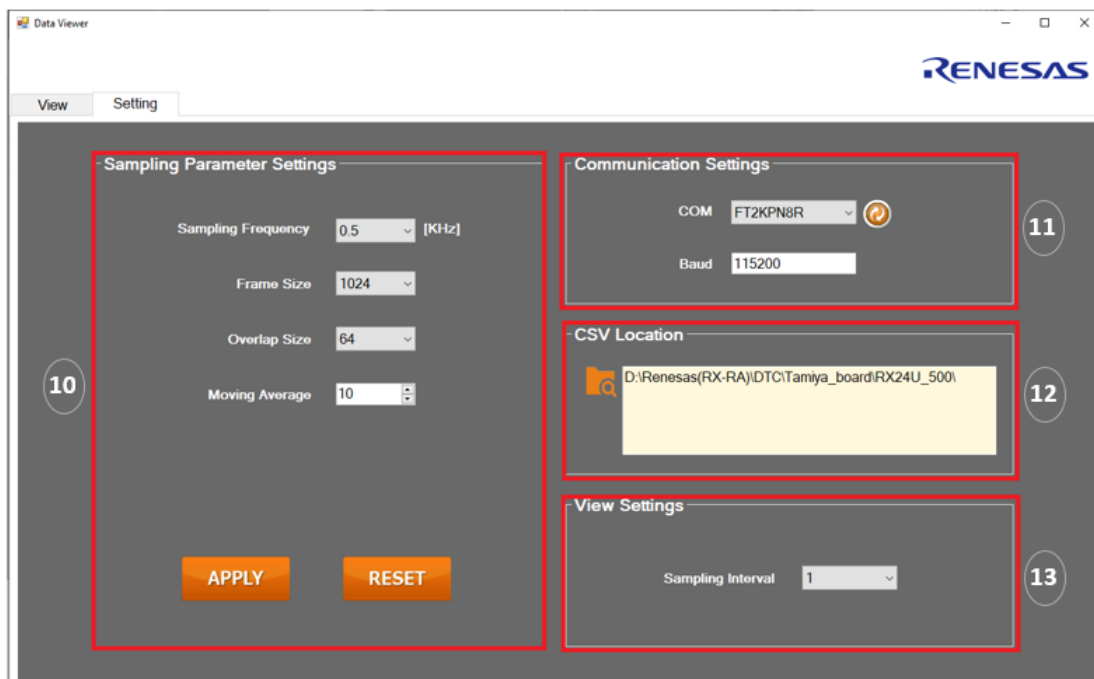 Data Viewer
RENESAS
View
Setting
Sampling Parameter Settings
Sampling Frequency 0.5 [KHz]
Frame Size 1024
Overlap Size 64
Moving Average 10
APPLY RESET
10
Communication Settings
COM FT2KPN8R
Baud 115200
11
CSV Location
D:\Renesas(RX-RA)\DTC\Tamiya_board\RX24U_500\
12
View Settings
Sampling Interval 1
13